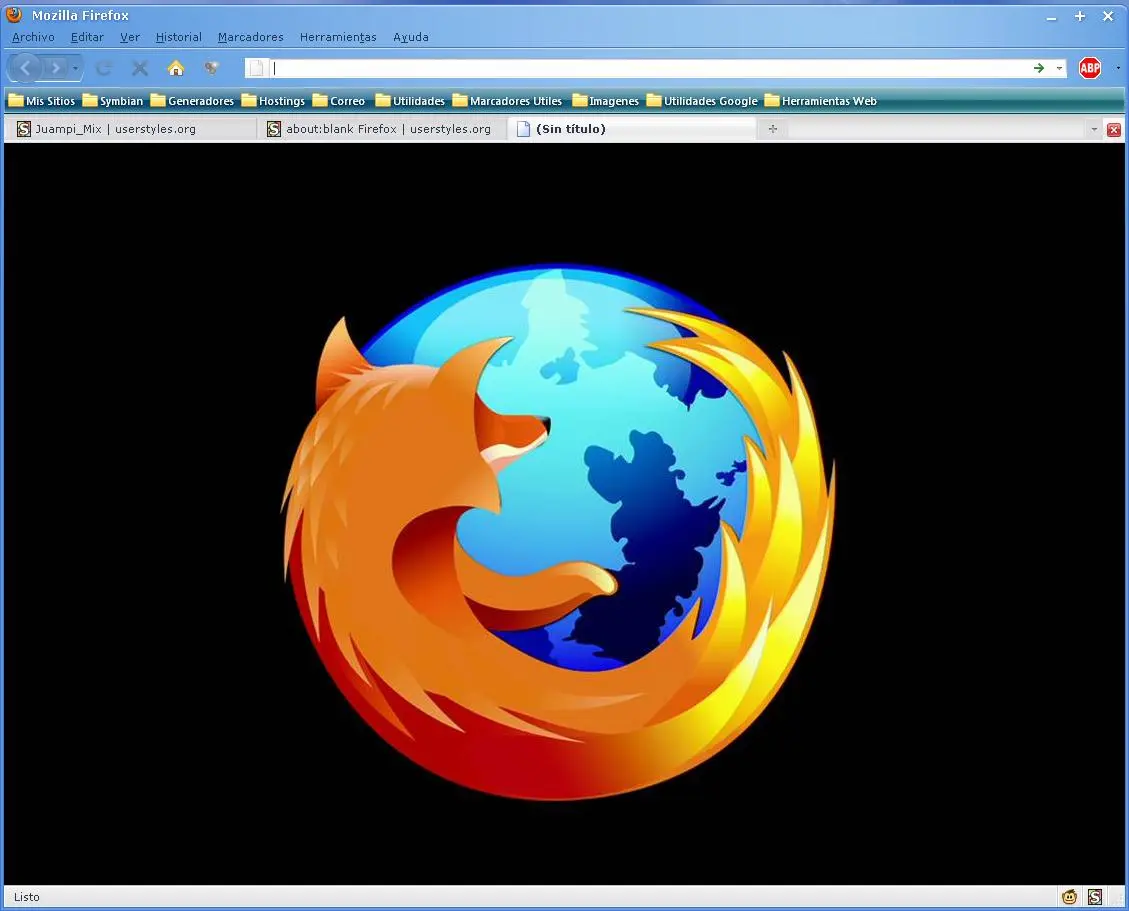 Mozilla Firefox
Archivo Editar Ver Historial Marcadores Herramientas Ayuda
ABP
Mis Sitios Symbian Generadores Hostings Correo Utilidades Marcadores Utiles Imagenes Utilidades Google Herramientas Web
S Juampi_Mix | userstyles.org S about:blank Firefox | userstyles.org (Sin título)
Listo S